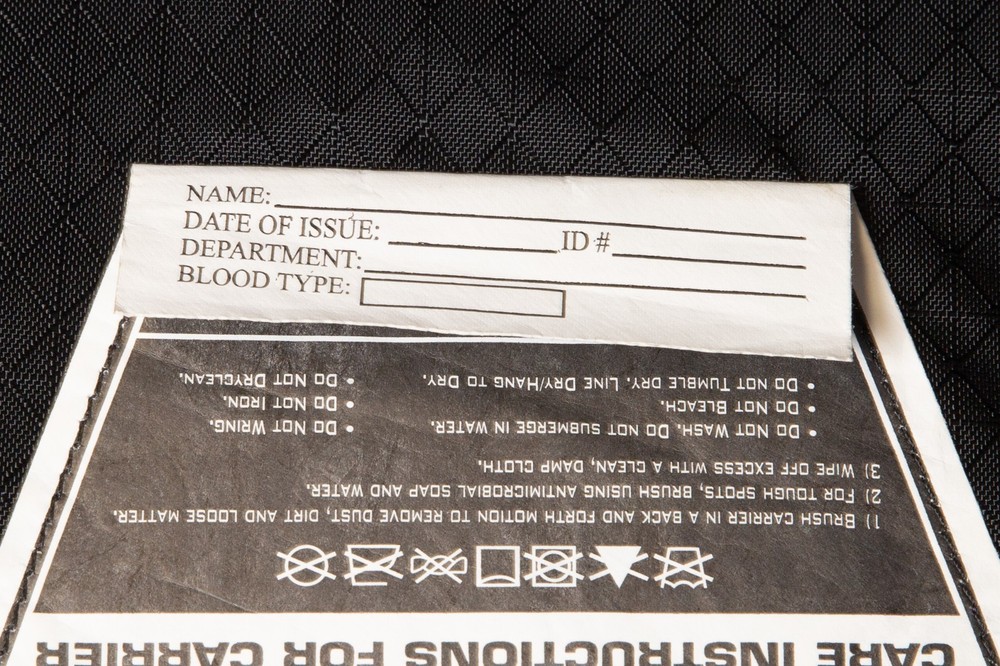 NAME:
DATE OF ISSUE: ID #
DEPARTMENT:
BLOOD TYPE:
CARE INSTRUCTIONS FOR CARRIER
1) BRUSH CARRIER IN A BACK AND FORTH MOTION TO REMOVE DUST, DIRT AND LOOSE MATTER.
2) FOR TOUGH SPOTS, BRUSH USING ANTIMICROBIAL SOAP AND WATER.
3) WIPE OFF EXCESS WITH A CLEAN, DAMP CLOTH.
• DO NOT WASH. DO NOT SUBMERGE IN WATER. • DO NOT WRING.
• DO NOT BLEACH. • DO NOT IRON.
• DO NOT TUMBLE DRY. LINE DRY/HANG TO DRY. • DO NOT DRYCLEAN.